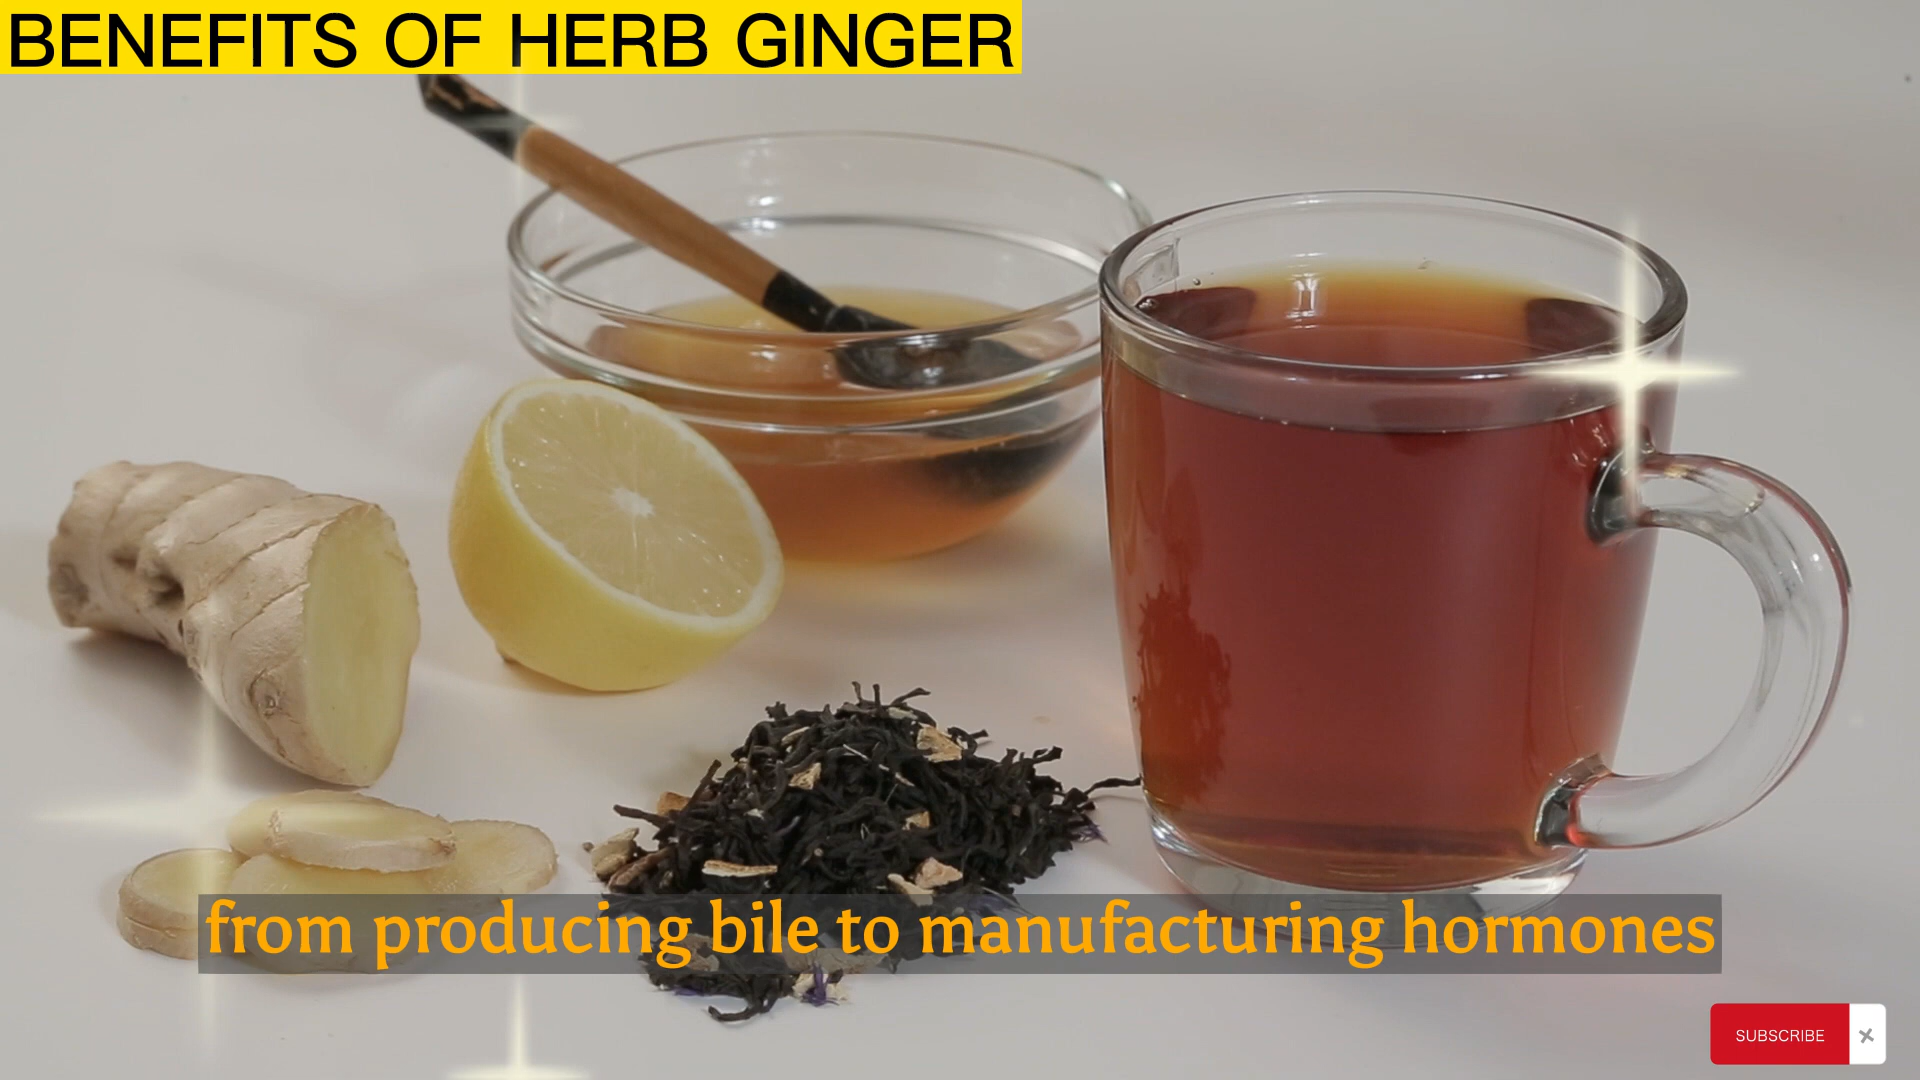 BENEFITS OF HERB GINGER
from producing bile to manufacturing hormones
SUBSCRIBE